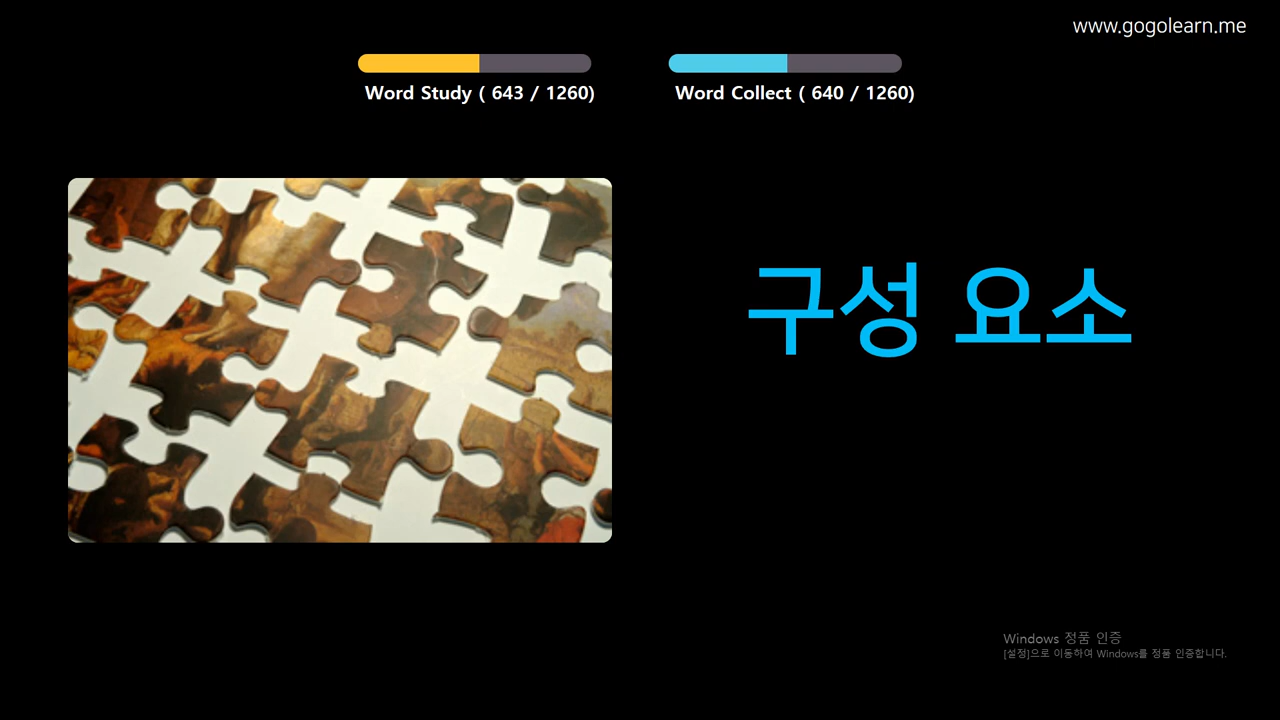 www.gogolearn.me
Word Study ( 643 / 1260)
Word Collect ( 640 / 1260)
구성 요소
Windows 정품 인증
[설정]으로 이동하여 Windows를 정품 인증합니다.